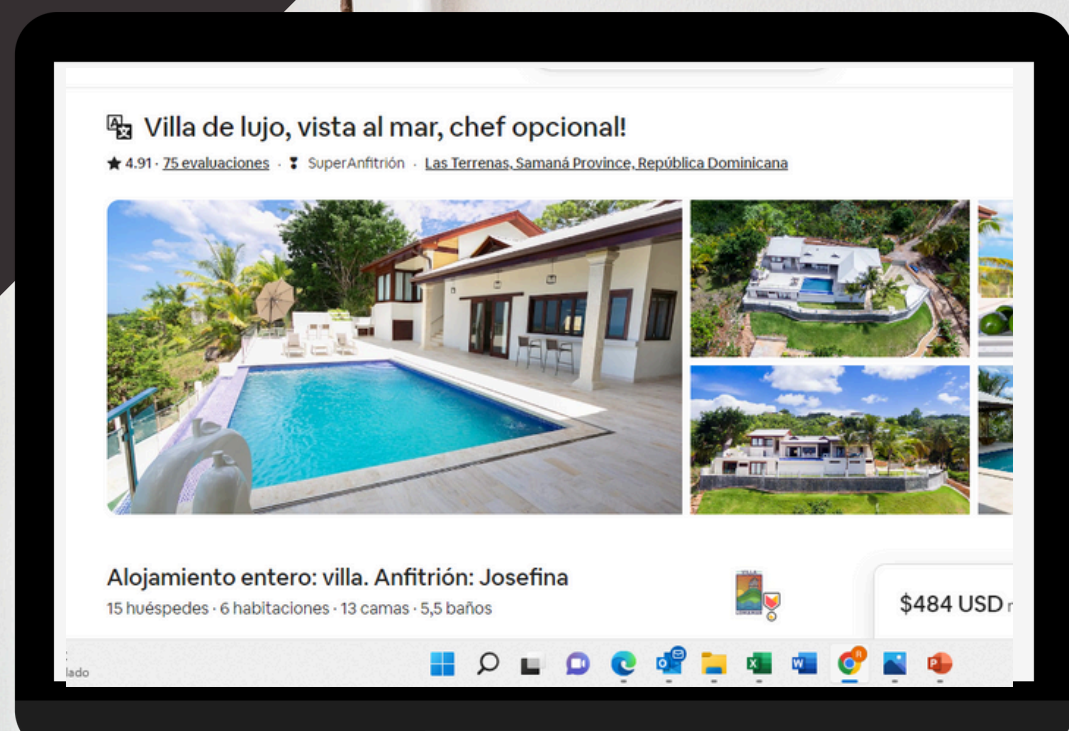 Villa de lujo, vista al mar, chef opcional!
4.91 · 75 evaluaciones · SuperAnfitrión · Las Terrenas, Samaná Province, República Dominicana
Alojamiento entero: villa. Anfitrión: Josefina
15 huéspedes · 6 habitaciones · 13 camas · 5,5 baños
$484 USD